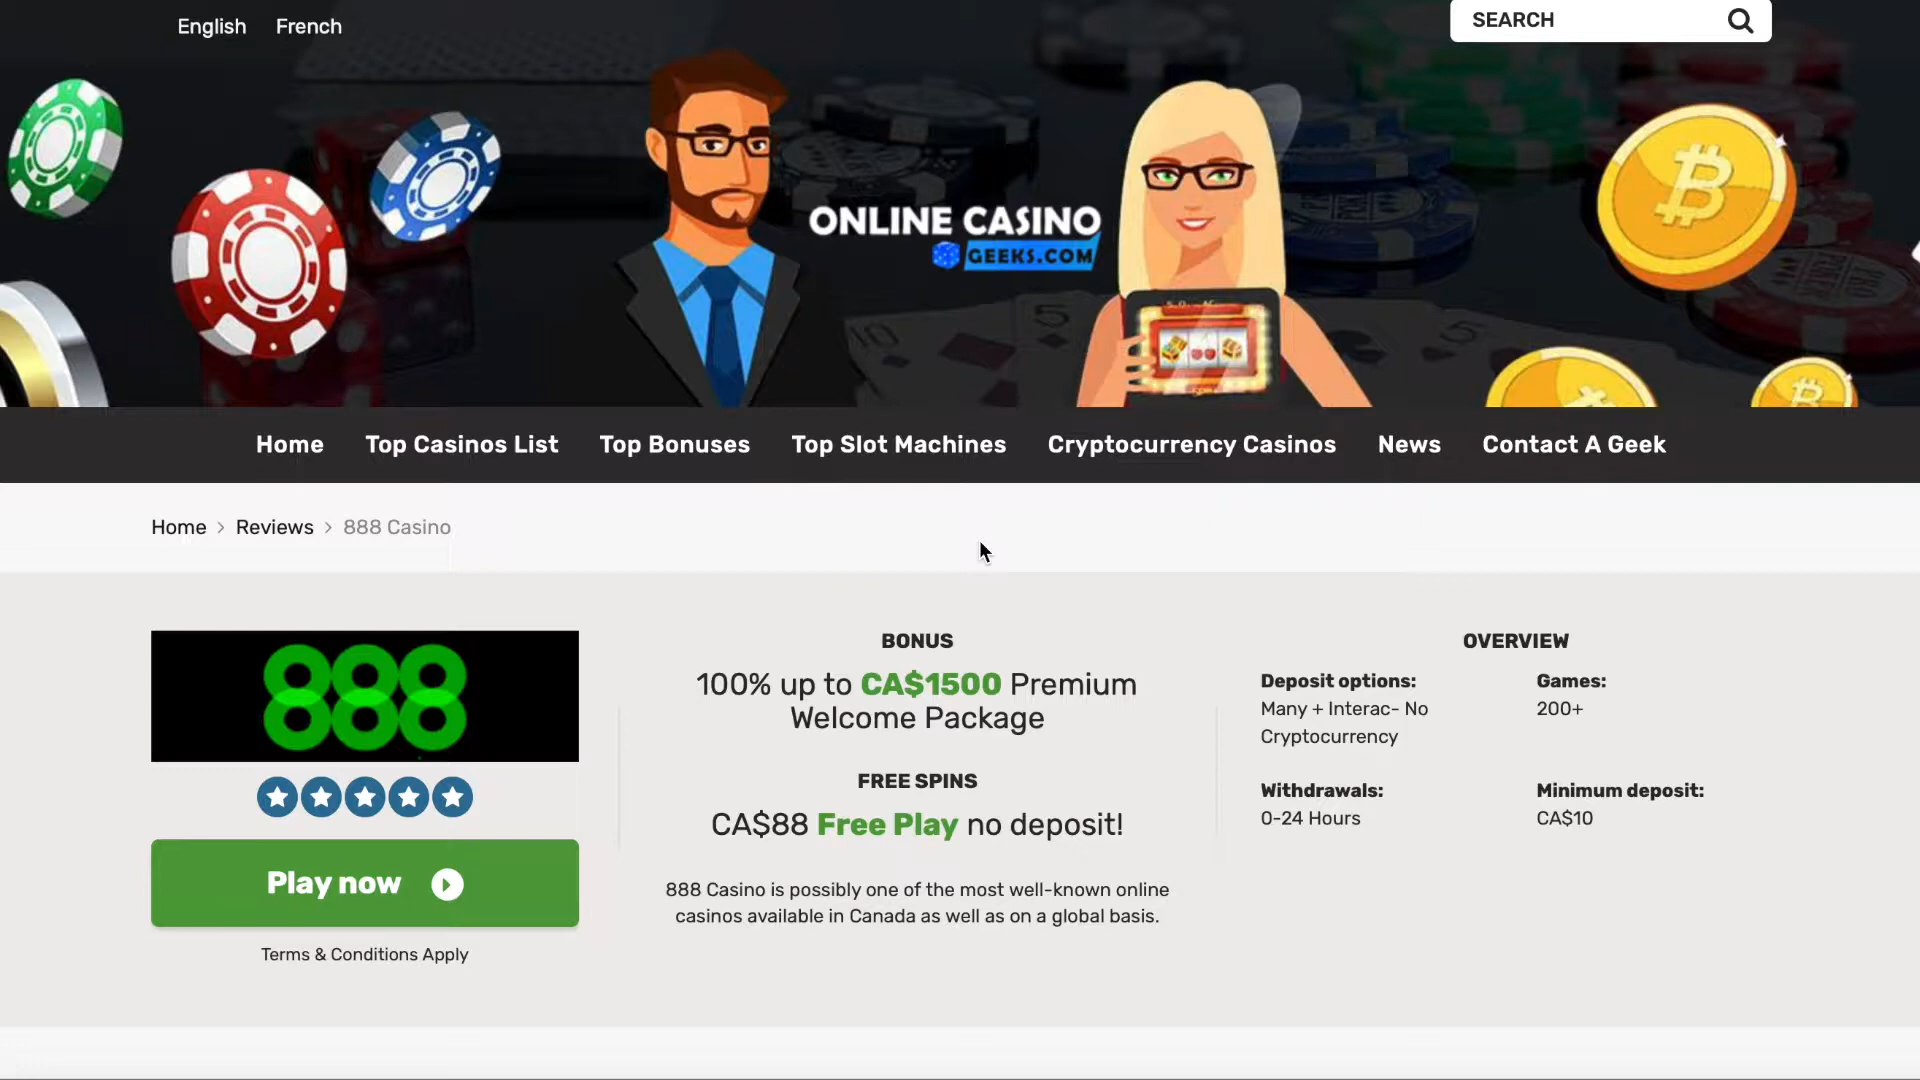 English French
SEARCH
ONLINE CASINO
GEEKS.COM
Home Top Casinos List Top Bonuses Top Slot Machines Cryptocurrency Casinos News Contact A Geek
Home > Reviews > 888 Casino
888
Play now
Terms & Conditions Apply
BONUS
100% up to CA$1500 Premium
Welcome Package
FREE SPINS
CA$88 Free Play no deposit!
888 Casino is possibly one of the most well-known online
casinos available in Canada as well as on a global basis.
OVERVIEW
Deposit options:
Many + Interac- No
Cryptocurrency
Games:
200+
Withdrawals:
0-24 Hours
Minimum deposit:
CA$10